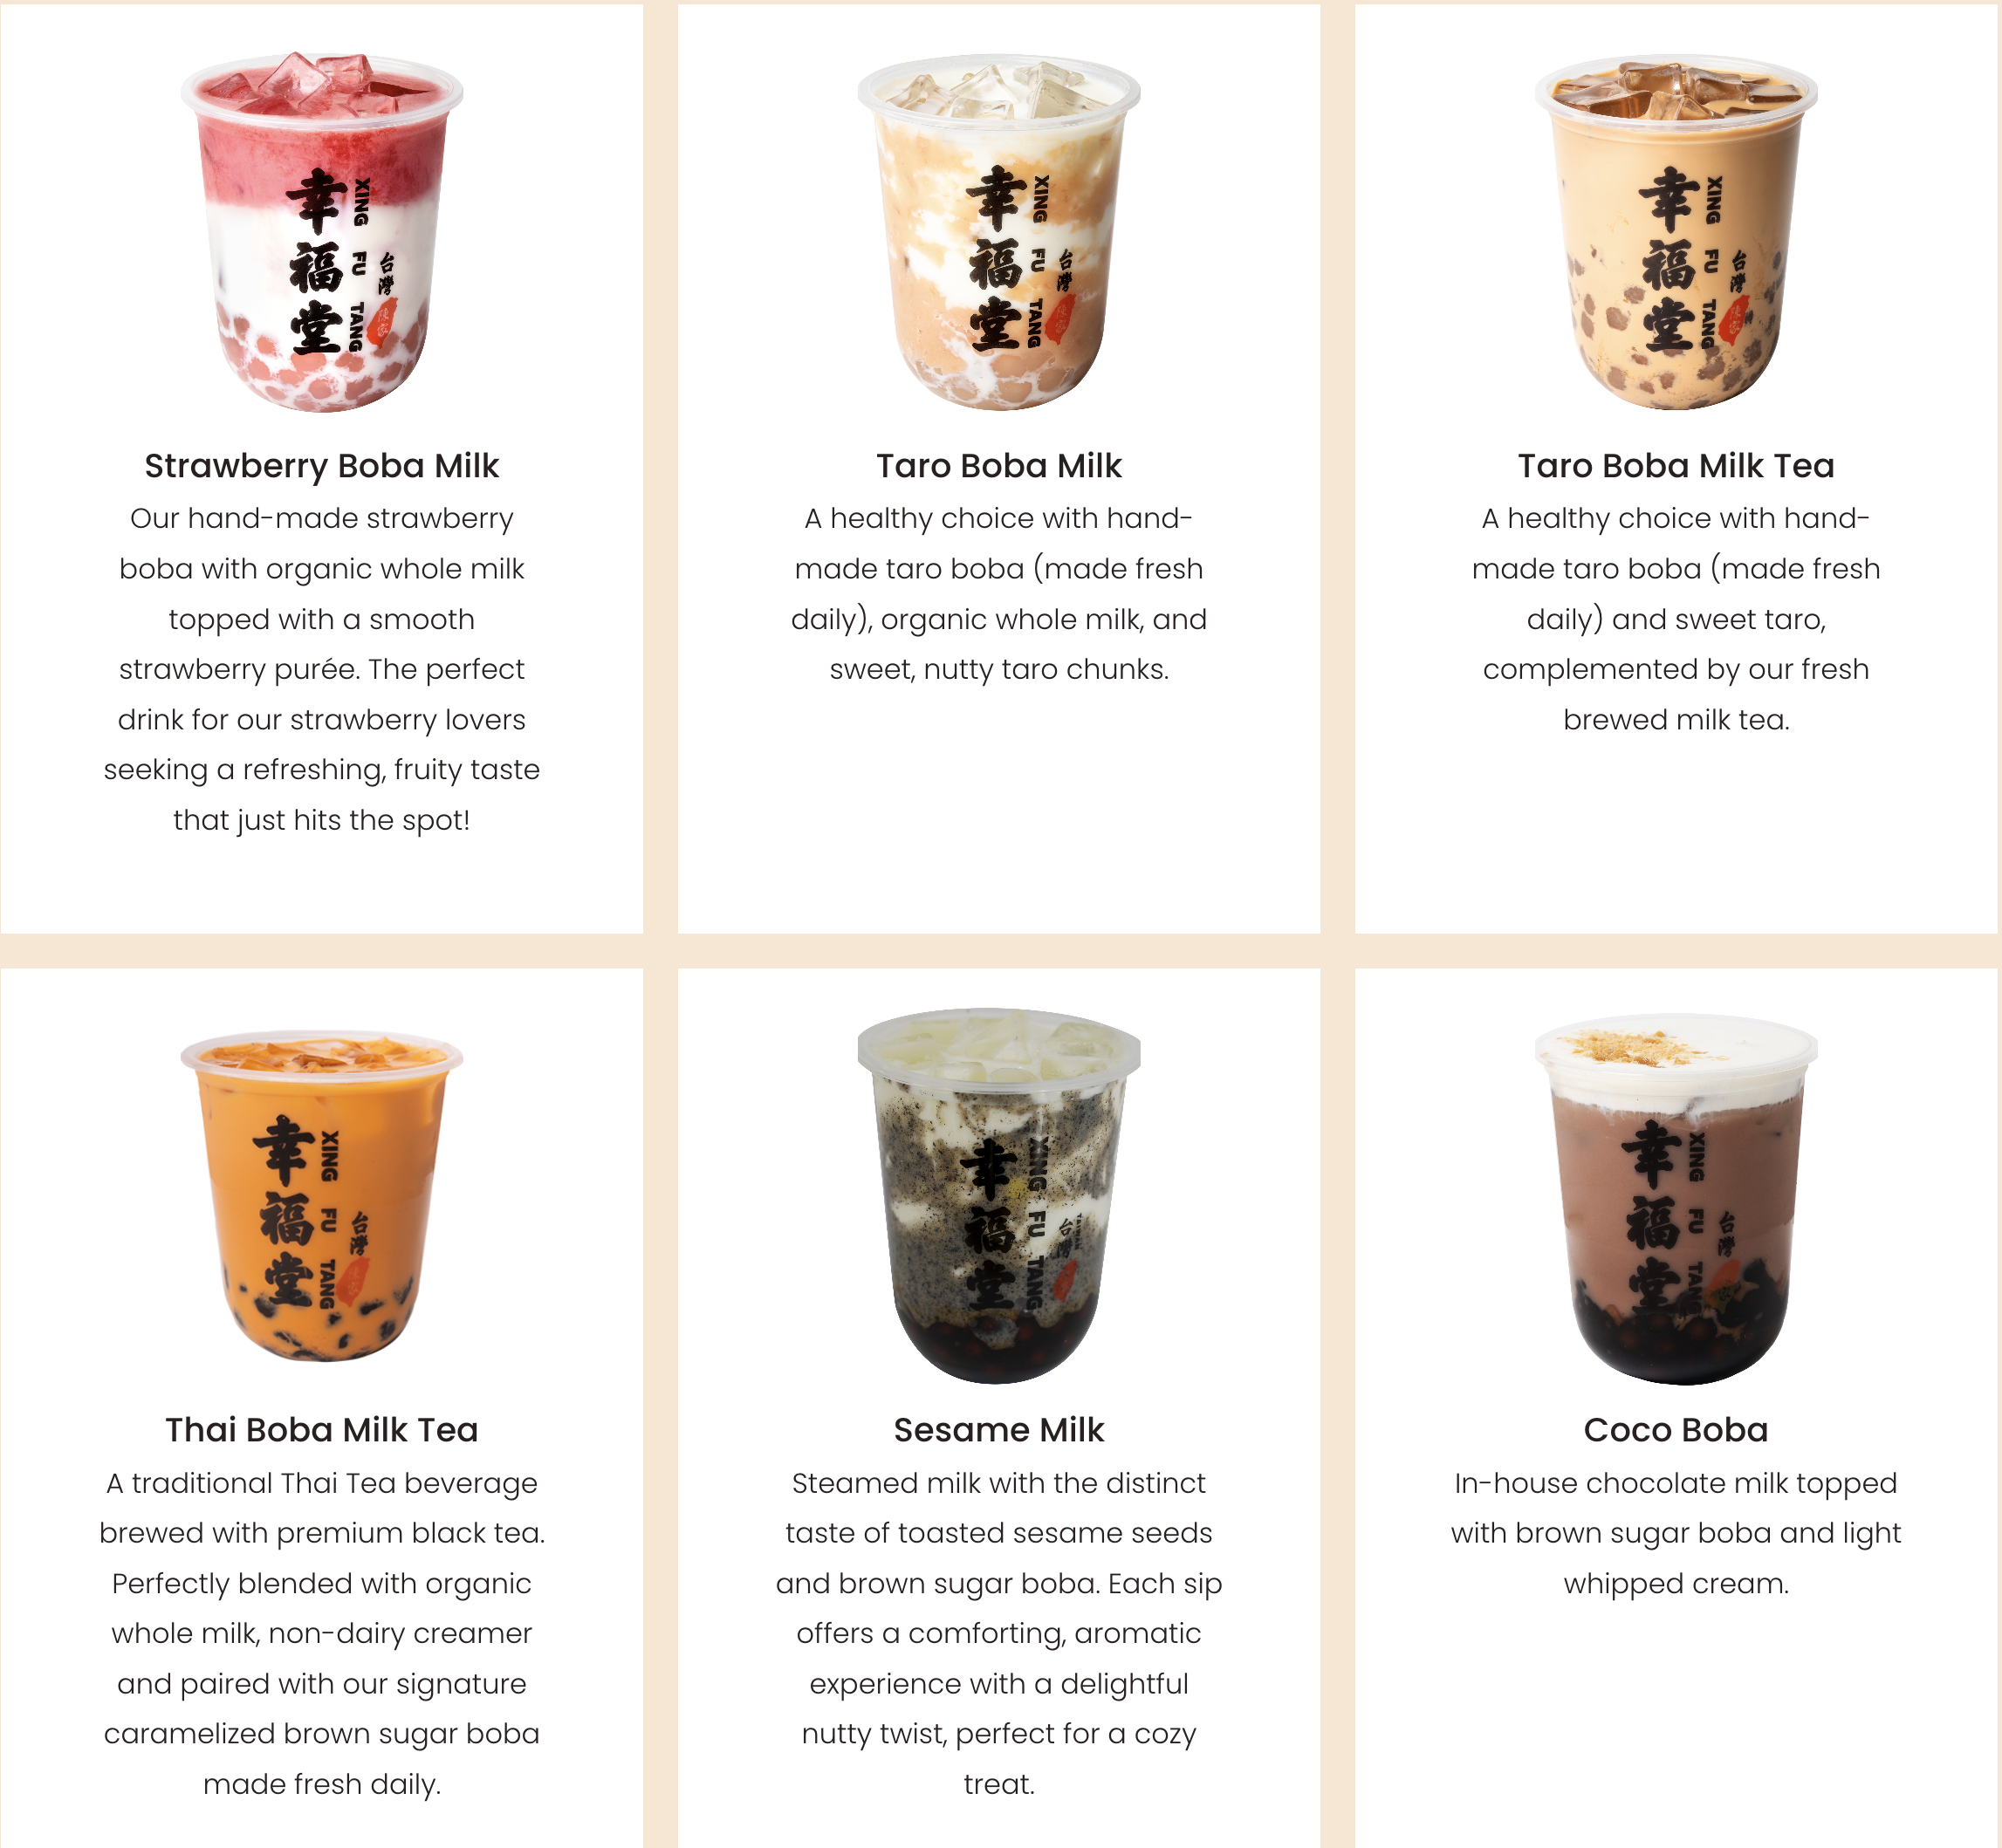 幸福堂
XING FU TANG
台灣
陳家
Strawberry Boba Milk
Our hand-made strawberry
boba with organic whole milk
topped with a smooth
strawberry purée. The perfect
drink for our strawberry lovers
seeking a refreshing, fruity taste
that just hits the spot!
幸福堂
XING FU TANG
台灣
陳家
Taro Boba Milk
A healthy choice with hand-
made taro boba (made fresh
daily), organic whole milk, and
sweet, nutty taro chunks.
幸福堂
XING FU TANG
台灣
陳家
Taro Boba Milk Tea
A healthy choice with hand-
made taro boba (made fresh
daily) and sweet taro,
complemented by our fresh
brewed milk tea.
幸福堂
XING FU TANG
台灣
Thai Boba Milk Tea
A traditional Thai Tea beverage
brewed with premium black tea.
Perfectly blended with organic
whole milk, non-dairy creamer
and paired with our signature
caramelized brown sugar boba
made fresh daily.
幸福堂
XING FU TANG
台灣
Sesame Milk
Steamed milk with the distinct
taste of toasted sesame seeds
and brown sugar boba. Each sip
offers a comforting, aromatic
experience with a delightful
nutty twist, perfect for a cozy
treat.
幸福堂
XING FU TANG
台灣
Coco Boba
In-house chocolate milk topped
with brown sugar boba and light
whipped cream.